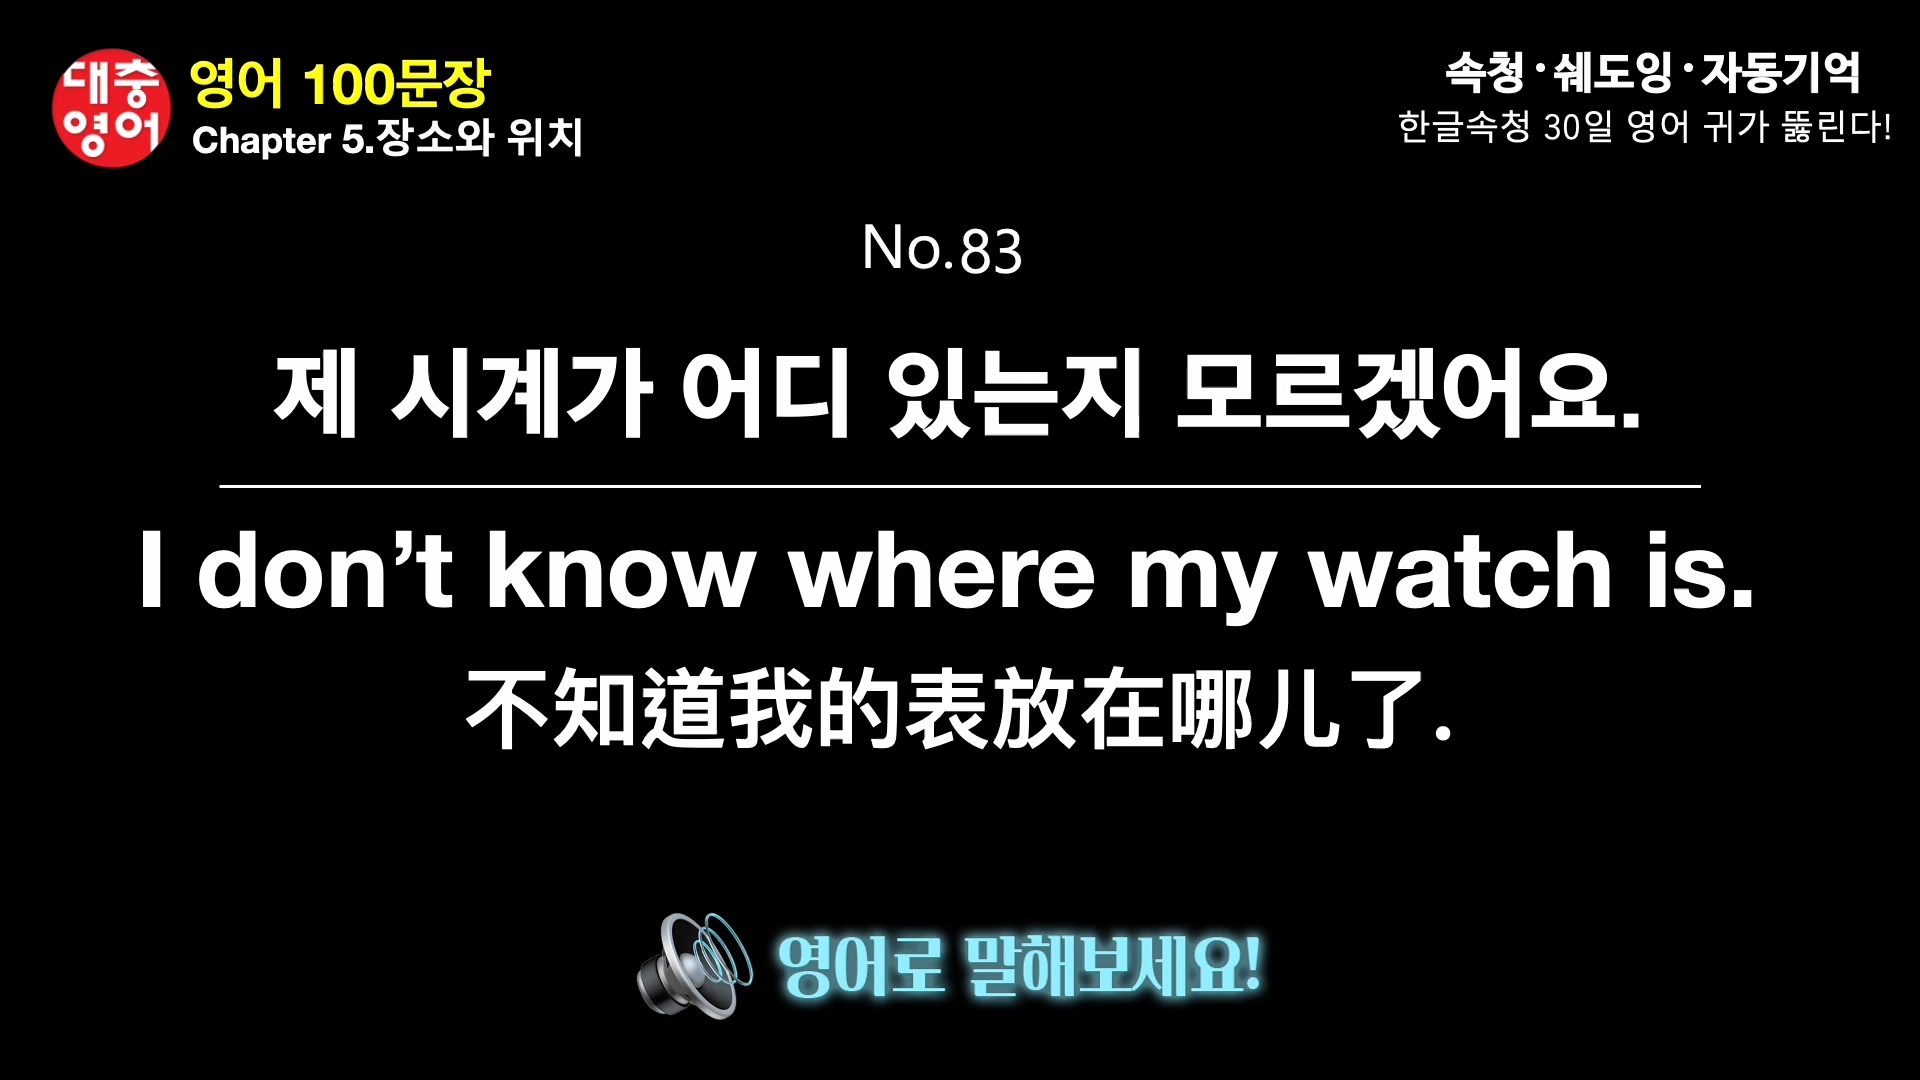 대충
영어
영어 100문장
Chapter 5.장소와 위치
속청·쉐도잉·자동기억
한글속청 30일 영어 귀가 뚫린다!
No.83
제 시계가 어디 있는지 모르겠어요.
I don’t know where my watch is.
不知道我的表放在哪儿了.
영어로 말해보세요!